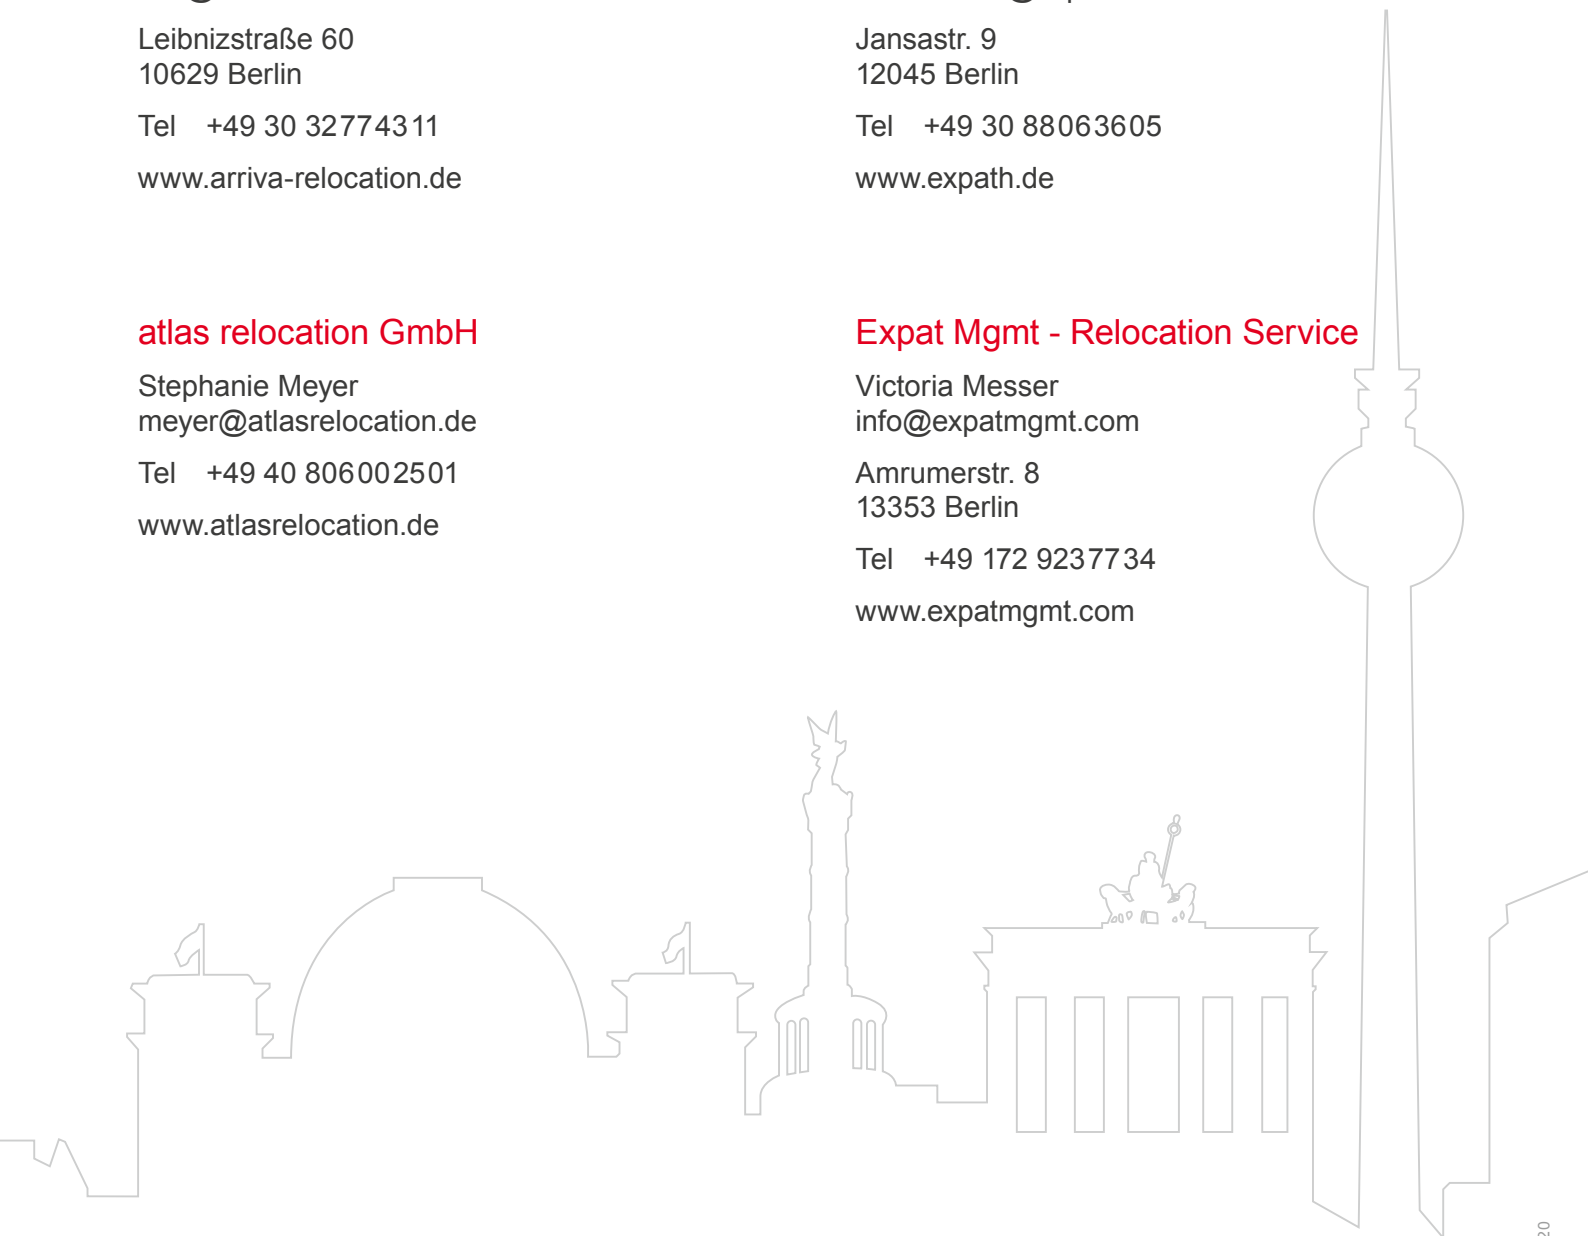 Leibnizstraße 60
10629 Berlin
Tel +49 30 32774311
www.arriva-relocation.de
atlas relocation GmbH
Stephanie Meyer
meyer@atlasrelocation.de
Tel +49 40 806002501
www.atlasrelocation.de
Jansastr. 9
12045 Berlin
Tel +49 30 88063605
www.expath.de
Expat Mgmt - Relocation Service
Victoria Messer
info@expatmgmt.com
Amrumerstr. 8
13353 Berlin
Tel +49 172 9237734
www.expatmgmt.com
20